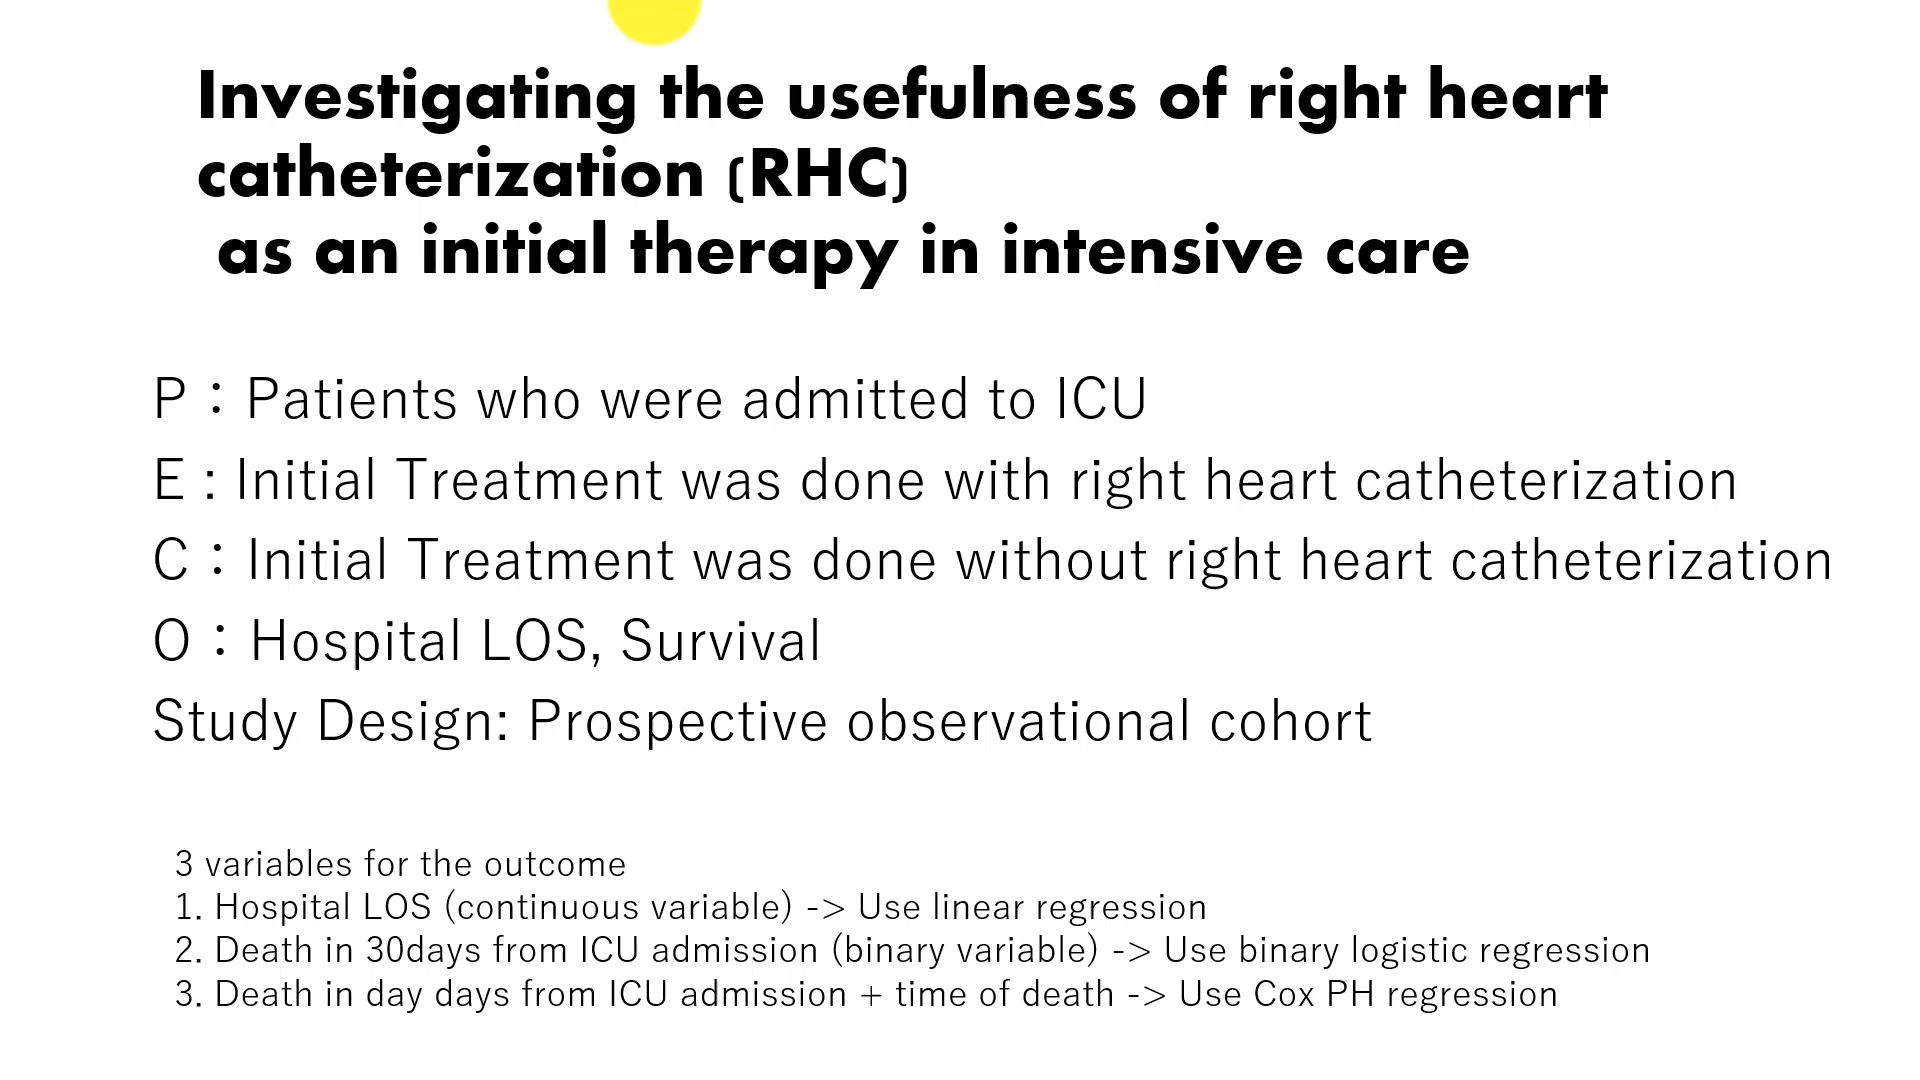 Investigating the usefulness of right heart
catheterization (RHC)
as an initial therapy in intensive care
P：Patients who were admitted to ICU
E : Initial Treatment was done with right heart catheterization
C：Initial Treatment was done without right heart catheterization
O：Hospital LOS, Survival
Study Design: Prospective observational cohort
3 variables for the outcome
1. Hospital LOS (continuous variable) -> Use linear regression
2. Death in 30days from ICU admission (binary variable) -> Use binary logistic regression
3. Death in day days from ICU admission + time of death -> Use Cox PH regression